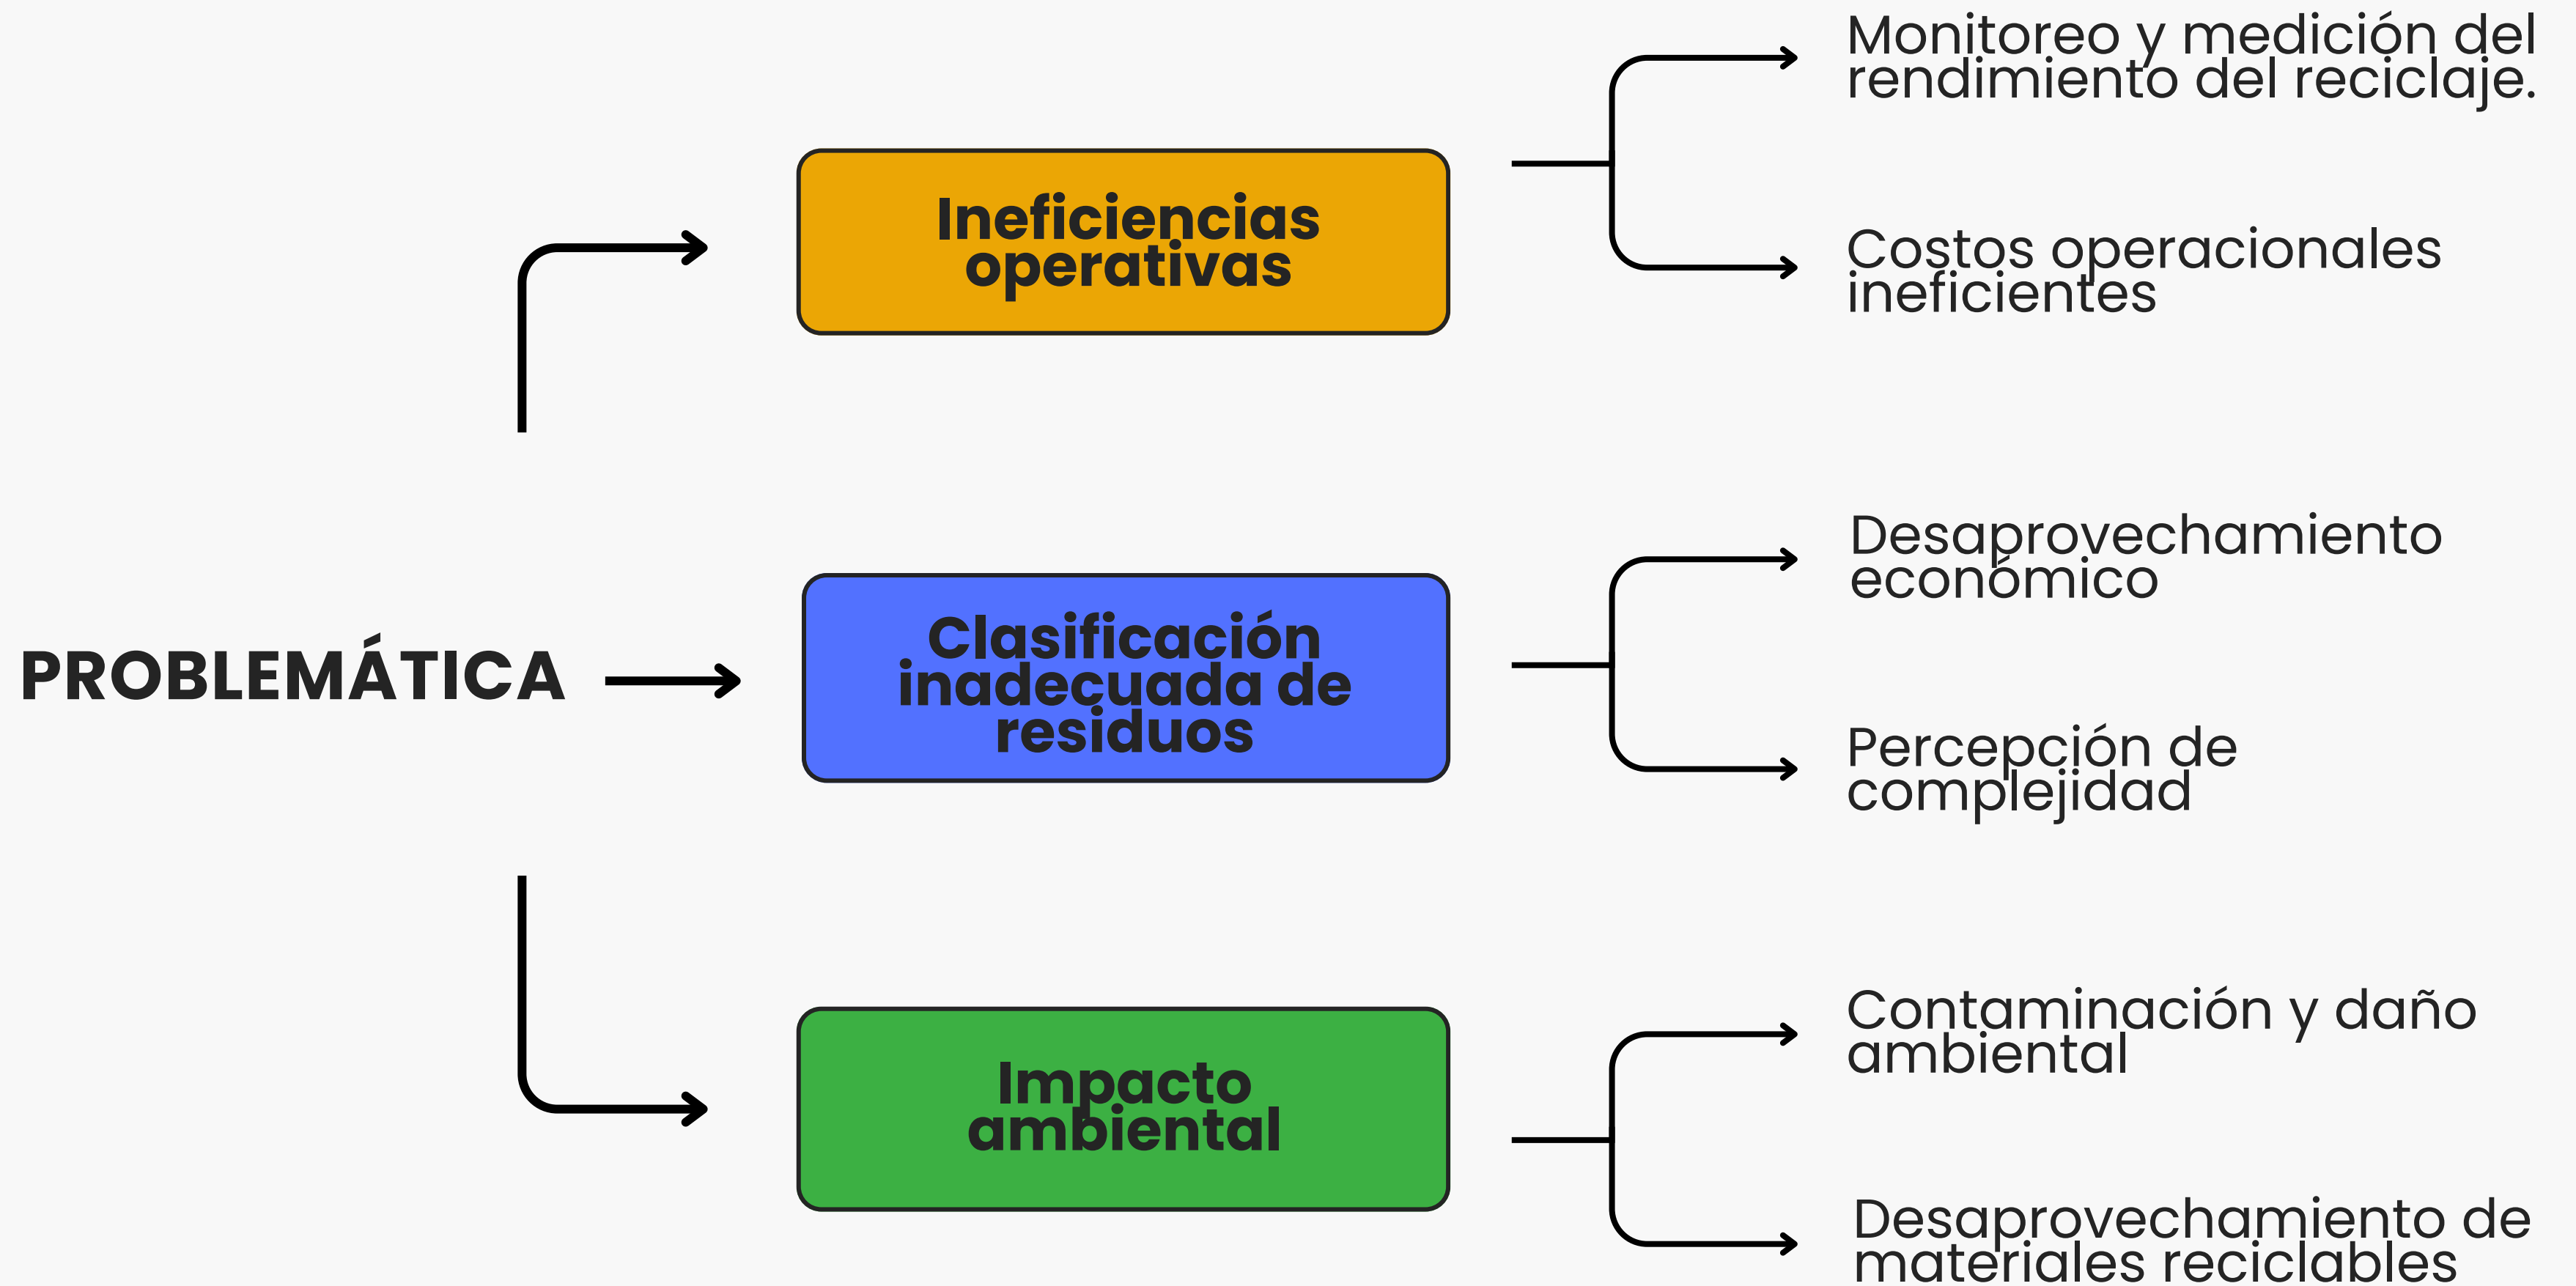 PROBLEMÁTICA
Ineficiencias
operativas
Monitoreo y medición del
rendimiento del reciclaje.
Costos operacionales
ineficientes
Clasificación
inadecuada de
residuos
Desaprovechamiento
económico
Percepción de
complejidad
Impacto
ambiental
Contaminación y daño
ambiental
Desaprovechamiento de
materiales reciclables